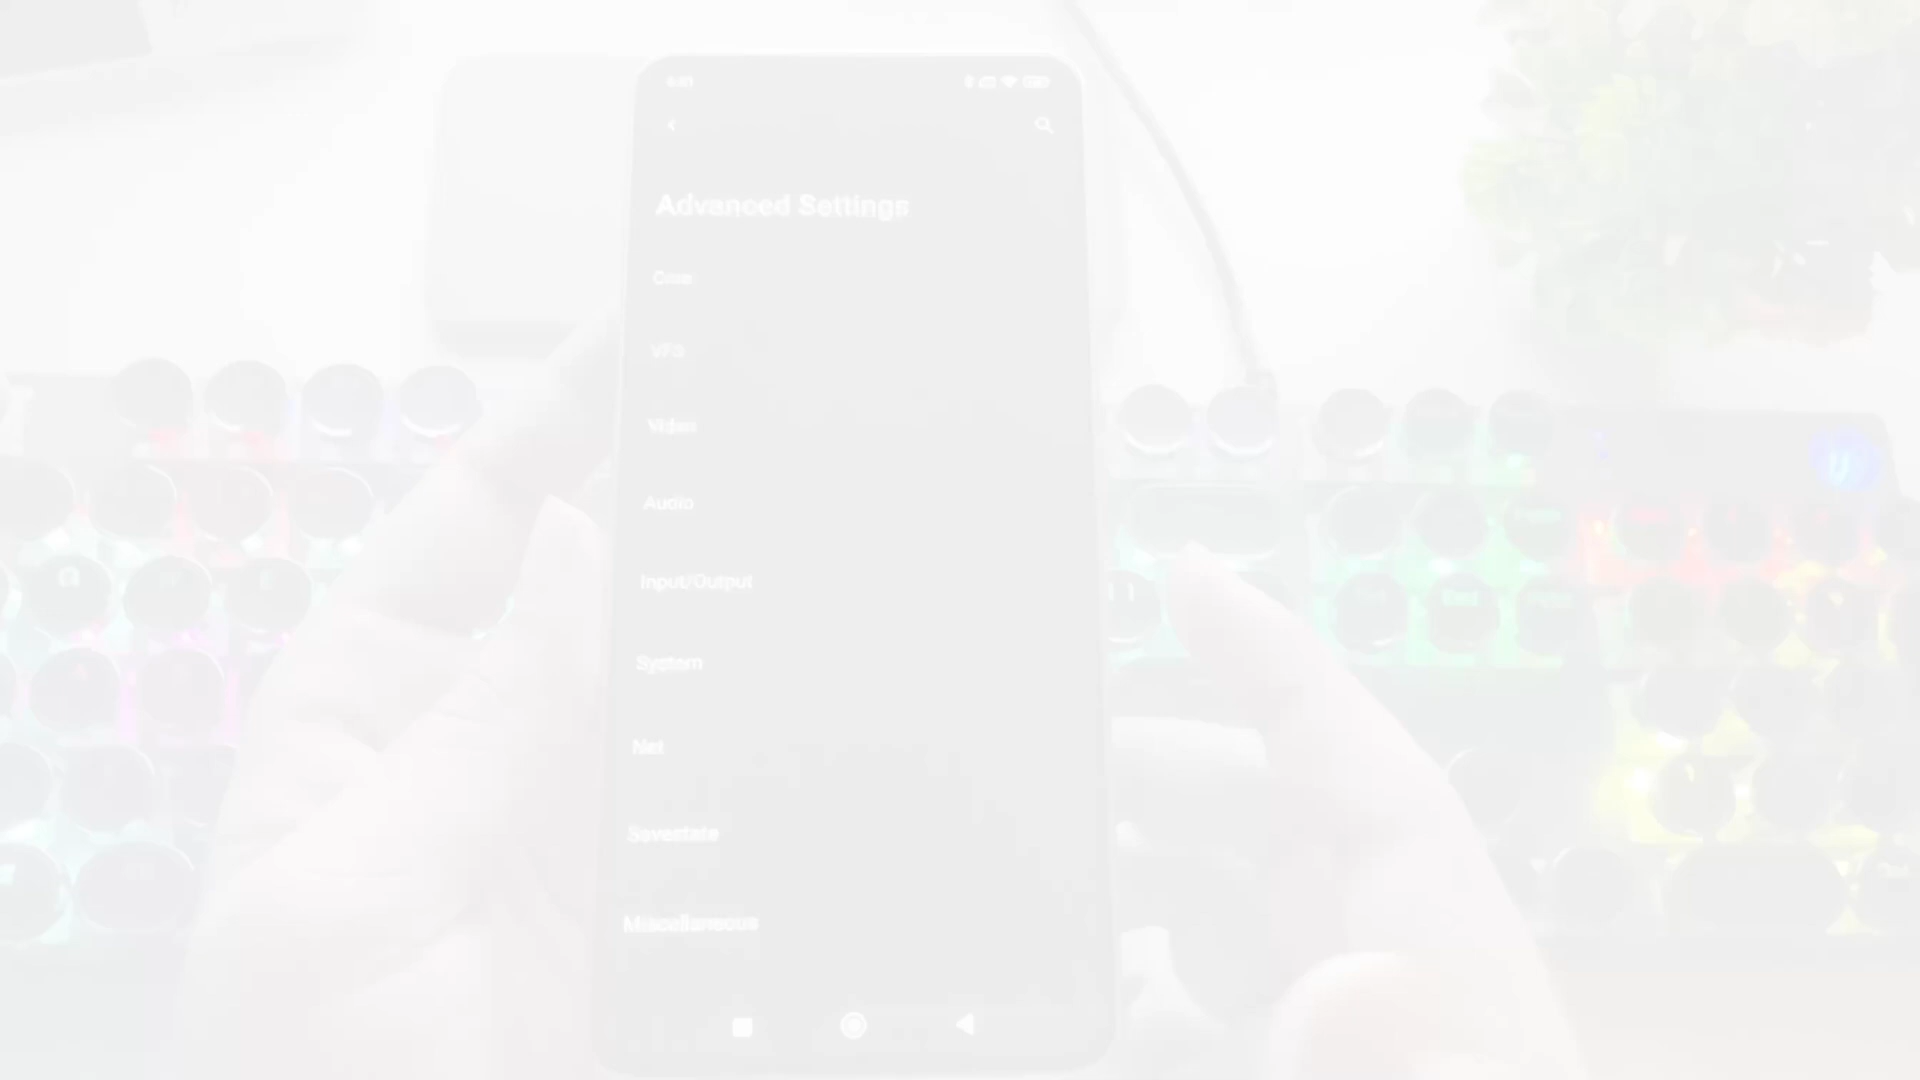 Advanced Settings
Core
VFS
Video
Audio
Input/Output
System
Net
Savestate
Miscellaneous